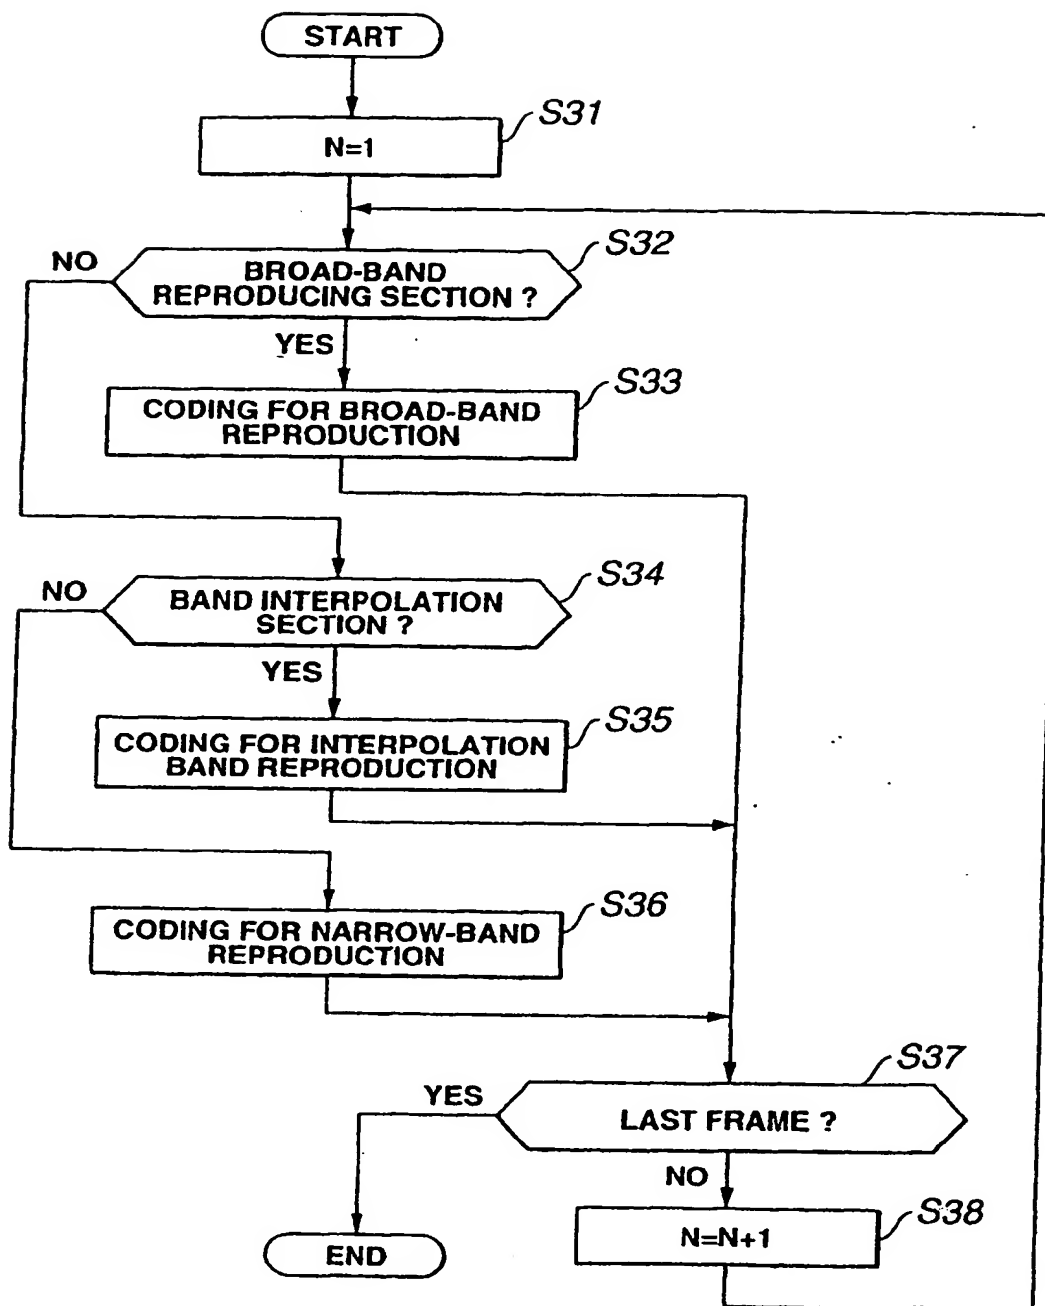 START
S31
N=1
S32
NO
BROAD-BAND
REPRODUCING SECTION ?
YES
S33
CODING FOR BROAD-BAND
REPRODUCTION
S34
NO
BAND INTERPOLATION
SECTION ?
YES
S35
CODING FOR INTERPOLATION
BAND REPRODUCTION
S36
CODING FOR NARROW-BAND
REPRODUCTION
S37
YES
LAST FRAME ?
NO
S38
N=N+1
END